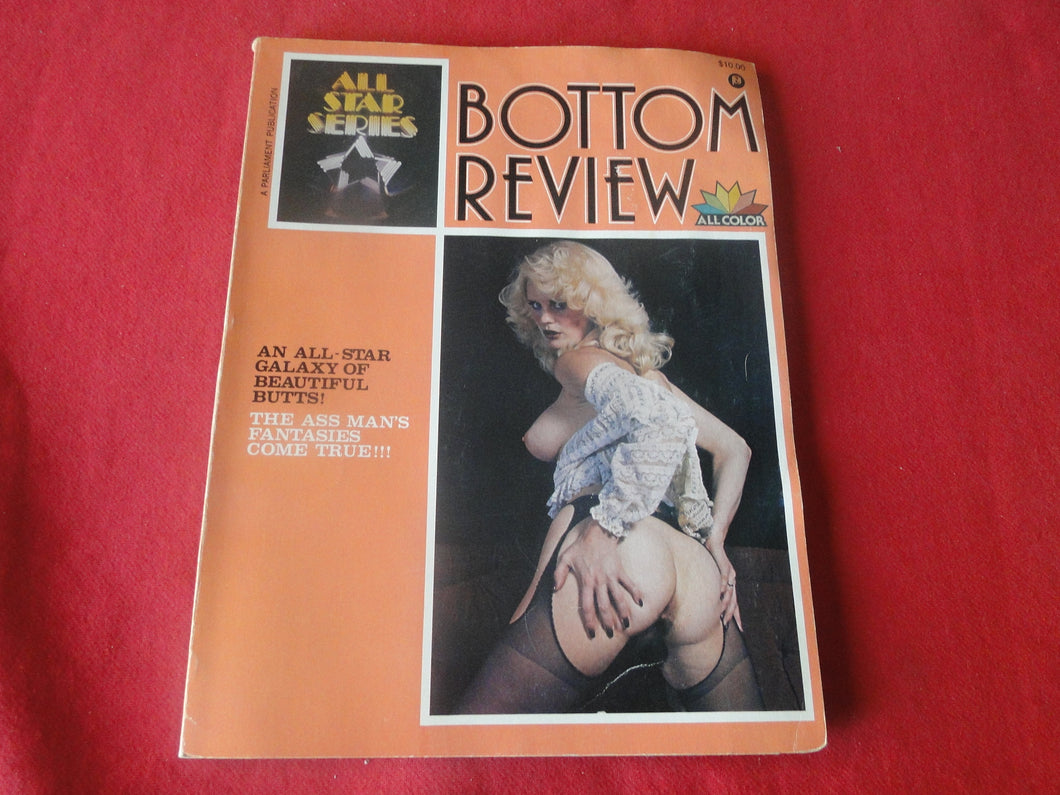 A PARLIAMENT PUBLICATION
ALL
STAR
SERIES
$10.00
BOTTOM
REVIEW
ALL COLOR
AN ALL-STAR
GALAXY OF
BEAUTIFUL
BUTTS!
THE ASS MAN'S
FANTASIES
COME TRUE!!!